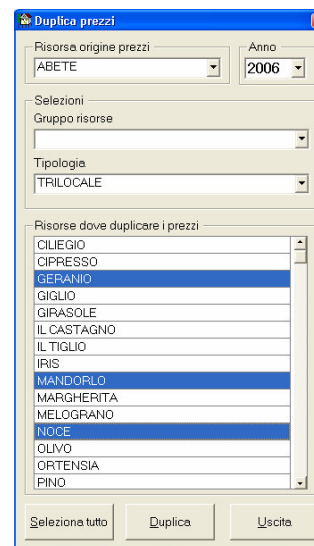 Duplica prezzi
Risorsa origine prezzi
Anno
ABETE
2006
Selezioni
Gruppo risorse
Tipologia
TRILOCALE
Risorse dove duplicare i prezzi
CILIEGIO
CIPRESSO
GERANIO
GIGLIO
GIRASOLE
IL CASTAGNO
IL TIGLIO
IRIS
MANDORLO
MARGHERITA
MELOGRANO
NOCE
OLIVO
ORTENSIA
PINO
Seleziona tutto
Duplica
Uscita